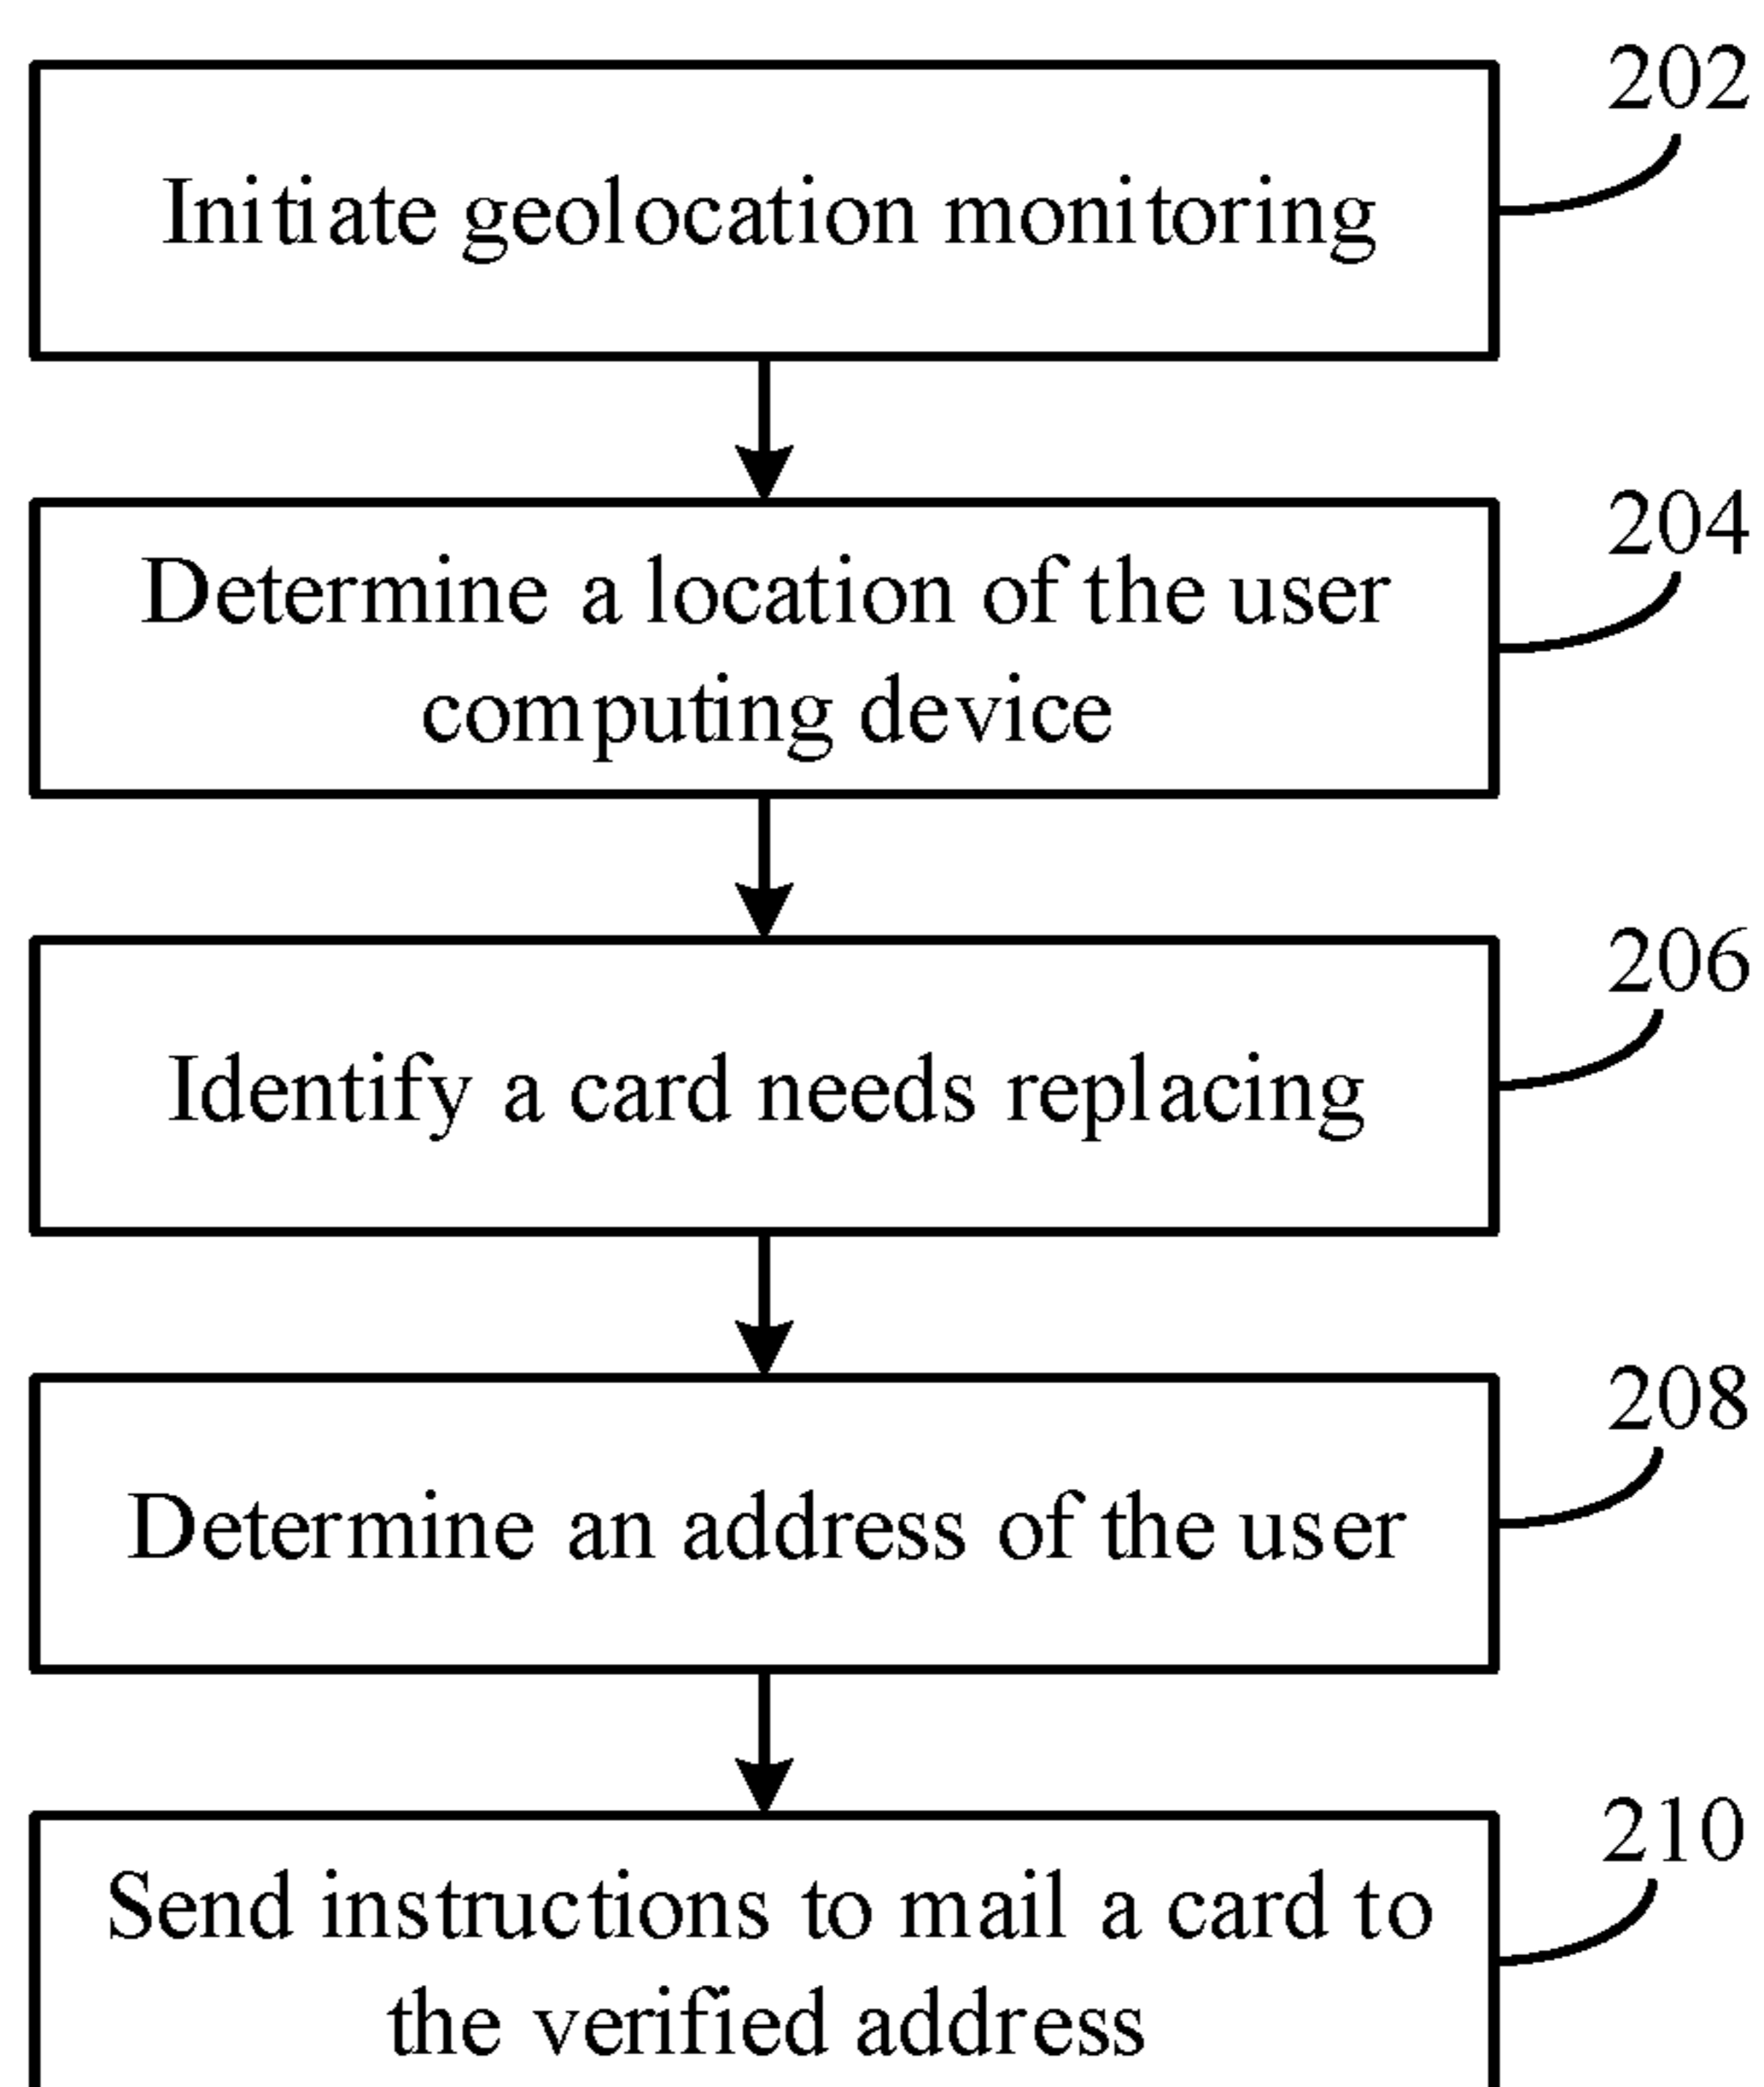 202
Initiate geolocation monitoring
204
Determine a location of the user
computing device
206
Identify a card needs replacing
208
Determine an address of the user
210
Send instructions to mail a card to
the verified address